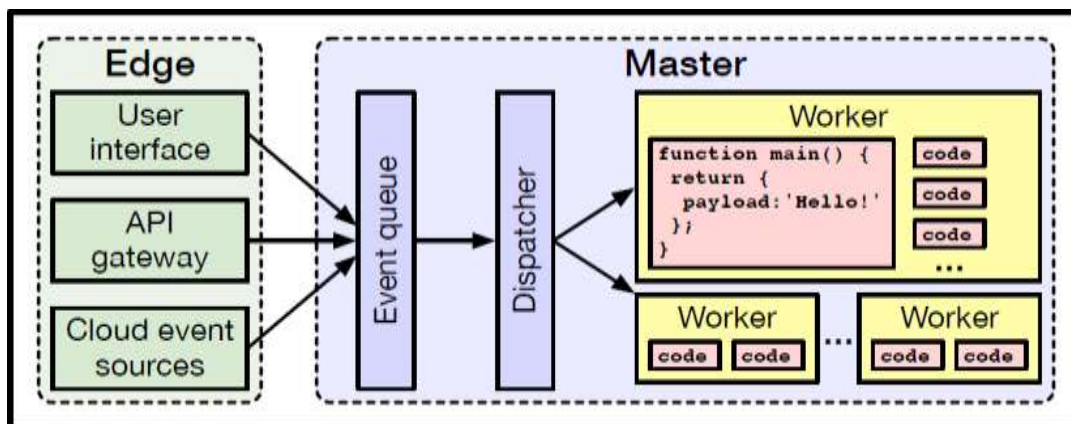 Edge
User
interface
API
gateway
Cloud event
sources
Master
Event queue
Dispatcher
Worker
function main() {
return {
payload:'Hello!'
};
}
code
code
code
...
Worker
code code
...
Worker
code code